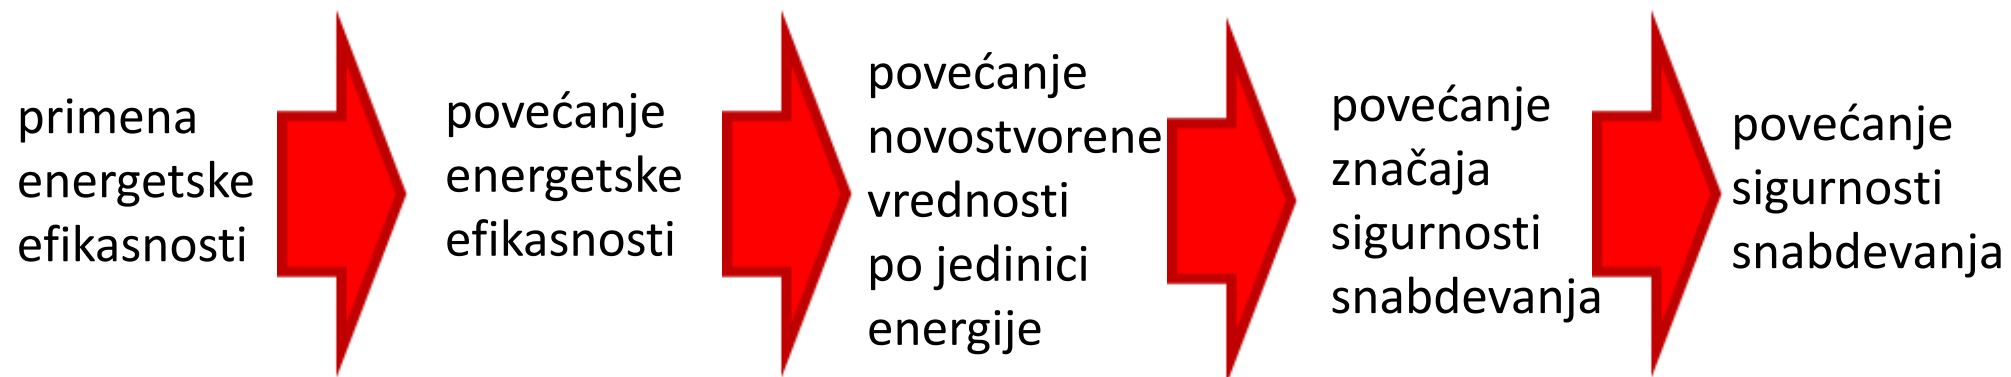 primena
energetske
efikasnosti
povećanje
energetske
efikasnosti
povećanje
novostvorene
vrednosti
po jedinici
energije
povećanje
značaja
sigurnosti
snabdevanja
povećanje
sigurnosti
snabdevanja